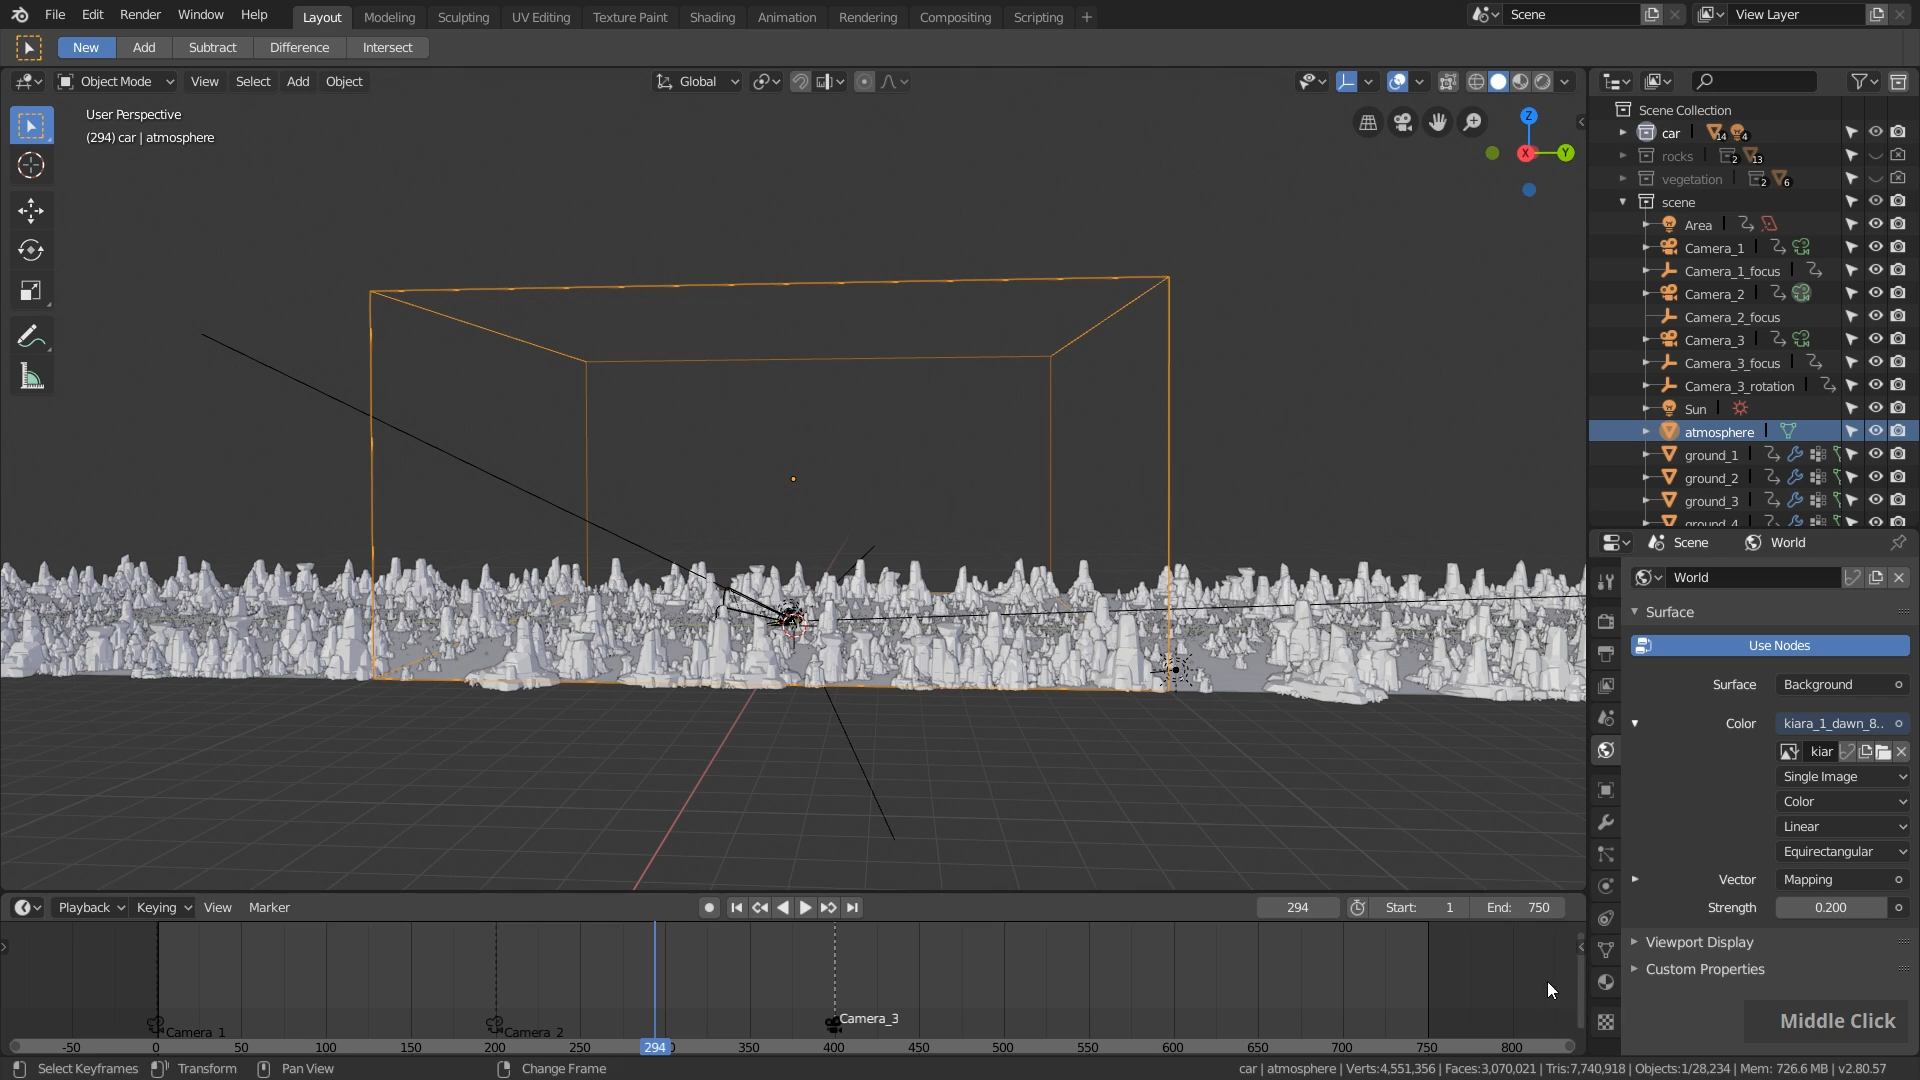 File Edit Render Window Help Layout Modeling Sculpting UV Editing Texture Paint Shading Animation Rendering Compositing Scripting + Scene View Layer
New Add Subtract Difference Intersect
Object Mode View Select Add Object Global
User Perspective
(294) car | atmosphere
Z
X
Y
Scene Collection
car 14 4
rocks 2 13
vegetation 2 6
scene
Area
Camera_1
Camera_1_focus
Camera_2
Camera_2_focus
Camera_3
Camera_3_focus
Camera_3_rotation
Sun
atmosphere
ground_1
ground_2
ground_3
ground_4
Scene World
World
Surface
Use Nodes
Surface Background
Color kiara_1_dawn_8..
kiar
Single Image
Color
Linear
Equirectangular
Vector Mapping
Strength 0.200
Viewport Display
Custom Properties
Middle Click
Playback Keying View Marker 294 Start: 1 End: 750
Camera_1 Camera_2 Camera_3
-50 0 50 100 150 200 250 294 350 400 450 500 550 600 650 700 750 800
Select Keyframes Transform Pan View Change Frame car | atmosphere | Verts:4,551,356 | Faces:3,070,021 | Tris:7,740,918 | Objects:1/28,234 | Mem: 726.6 MB | v2.80.57